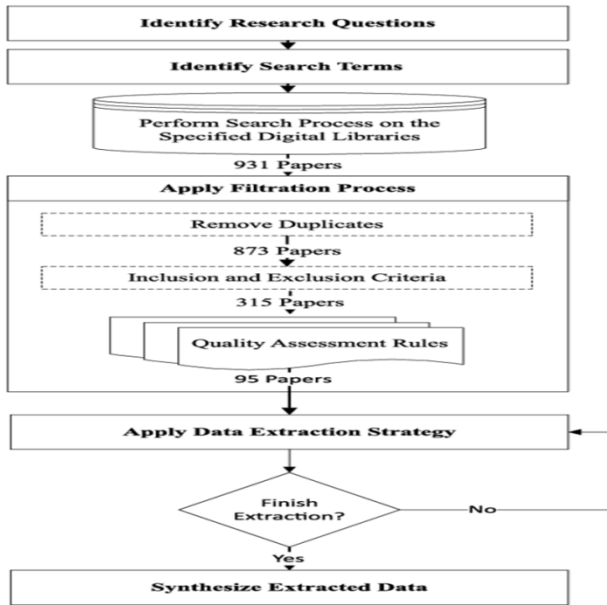 Identify Research Questions
Identify Search Terms
Perform Search Process on the
Specified Digital Libraries
931 Papers
Apply Filtration Process
Remove Duplicates
873 Papers
Inclusion and Exclusion Criteria
315 Papers
Quality Assessment Rules
95 Papers
Apply Data Extraction Strategy
Finish
Extraction?
No
Yes
Synthesize Extracted Data